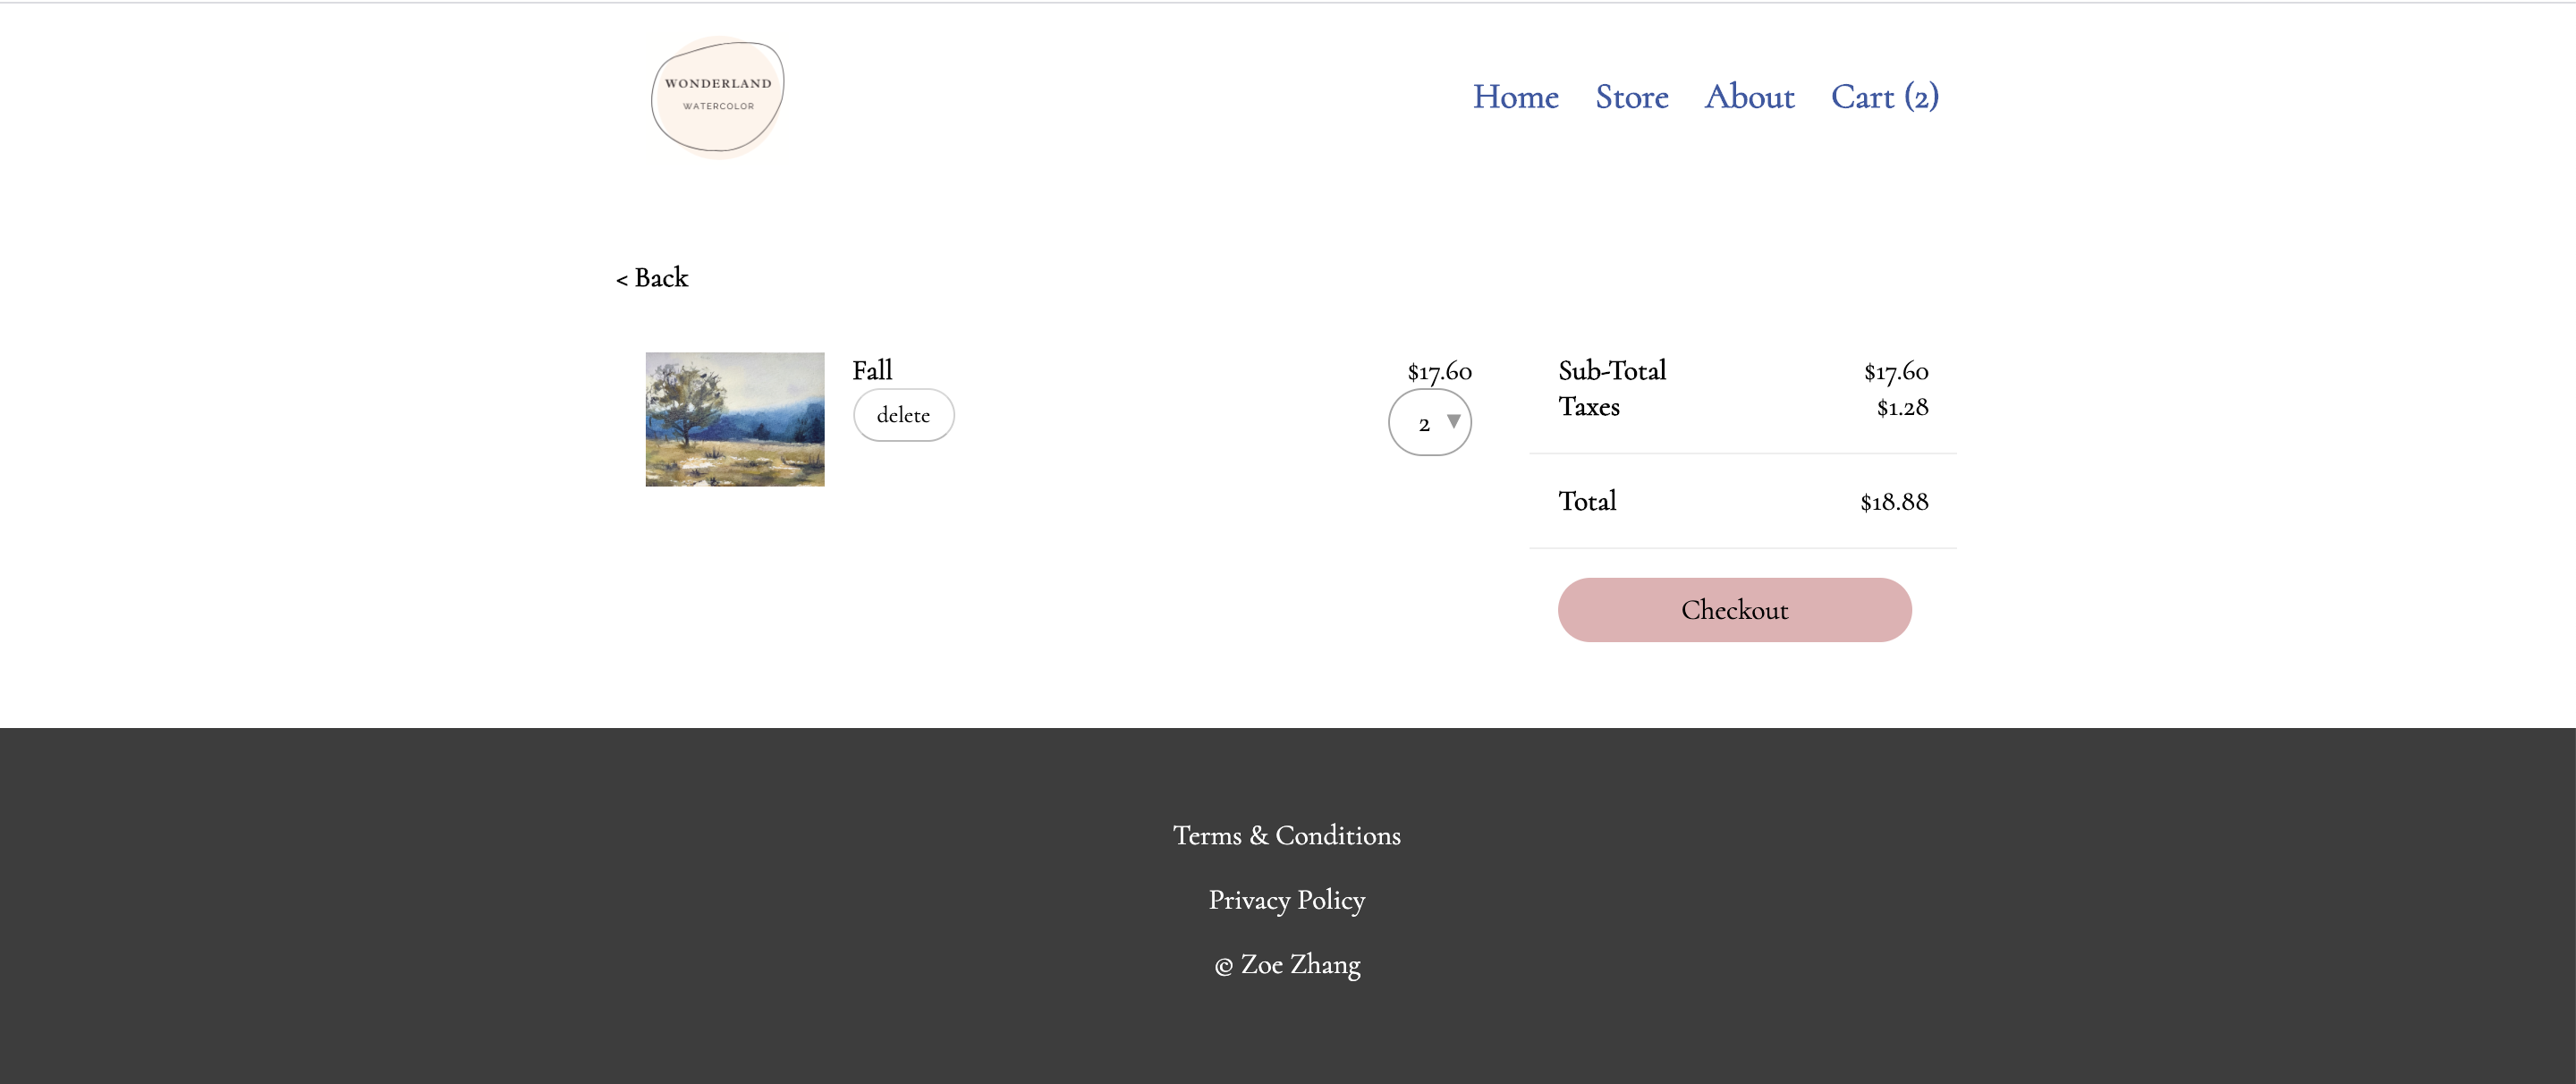 WONDERLAND
WATERCOLOR
Home Store About Cart (2)
< Back
Fall
delete
$17.60
2
Sub-Total $17.60
Taxes $1.28
Total $18.88
Checkout
Terms & Conditions
Privacy Policy
© Zoe Zhang